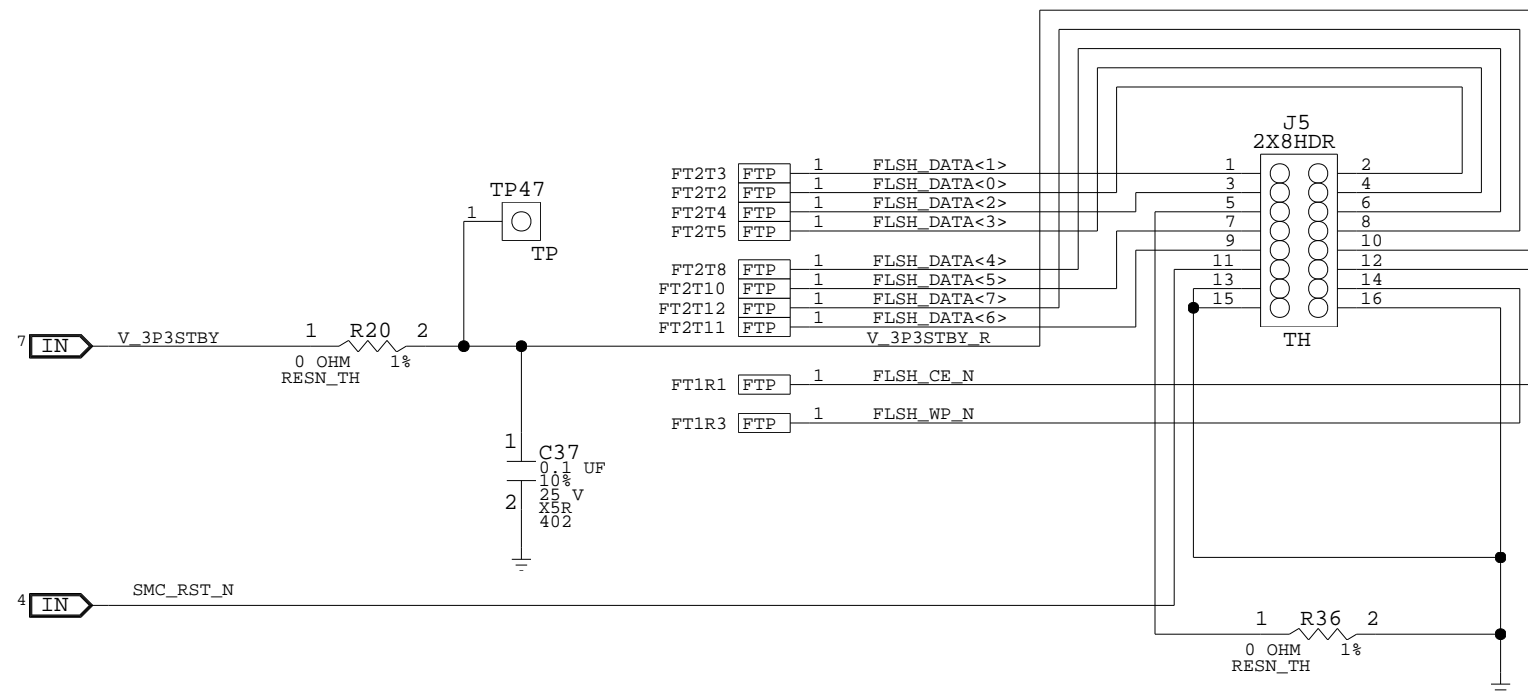 J5
2X8HDR
1 2
3 4
5 6
7 8
9 10
11 12
13 14
15 16
TH
FT2T3 FTP 1 FLSH_DATA<1>
FT2T2 FTP 1 FLSH_DATA<0>
FT2T4 FTP 1 FLSH_DATA<2>
FT2T5 FTP 1 FLSH_DATA<3>
FT2T8 FTP 1 FLSH_DATA<4>
FT2T10 FTP 1 FLSH_DATA<5>
FT2T12 FTP 1 FLSH_DATA<7>
FT2T11 FTP 1 FLSH_DATA<6>
V_3P3STBY_R
FT1R1 FTP 1 FLSH_CE_N
FT1R3 FTP 1 FLSH_WP_N
TP47
1
TP
7 IN V_3P3STBY
1 R20 2
0 OHM 1%
RESN_TH
1 C37
0.1 UF
10%
25 V
2 X5R
402
4 IN SMC_RST_N
1 R36 2
0 OHM 1%
RESN_TH